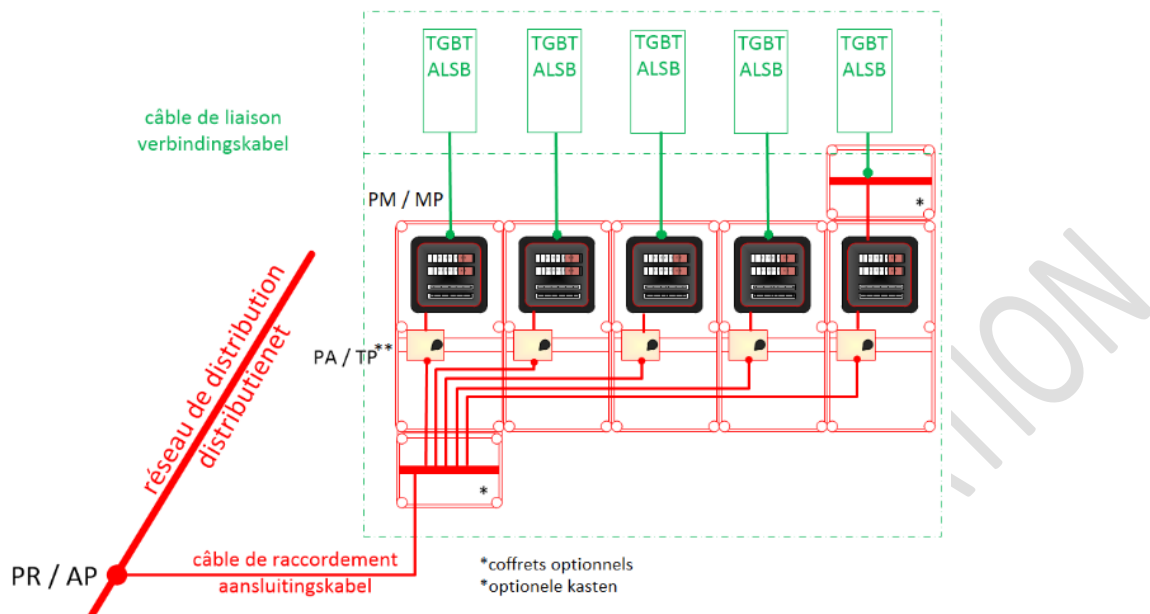 TGBT
ALSB
TGBT
ALSB
TGBT
ALSB
TGBT
ALSB
TGBT
ALSB
câble de liaison
verbindingskabel
PM / MP
*
réseau de distribution
distributienet
PA / TP**
*
PR / AP
câble de raccordement
aansluitingskabel
*coffrets optionnels
*optionele kasten